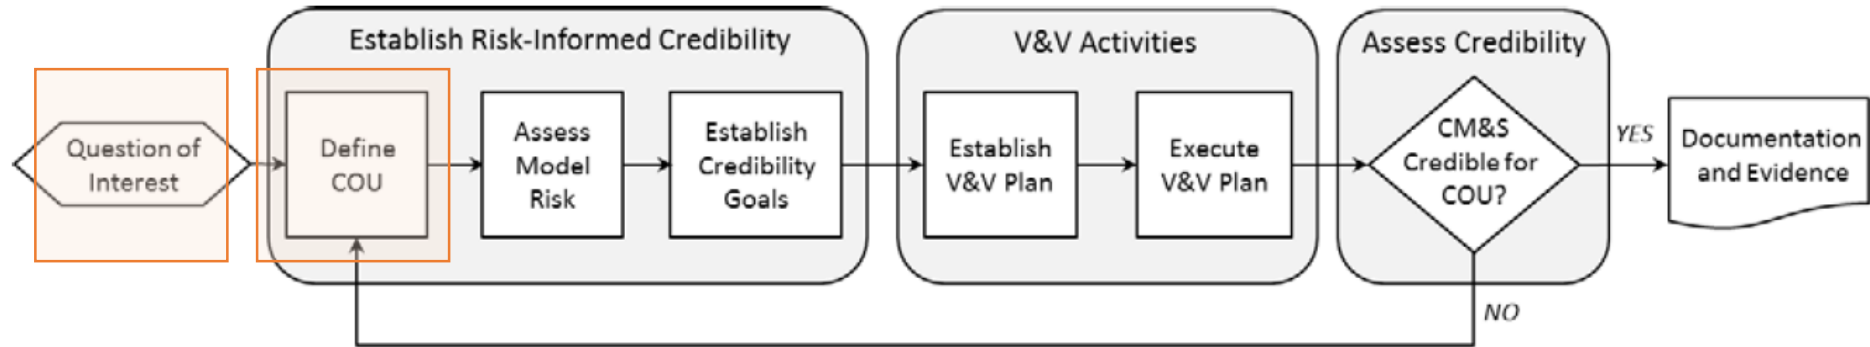 Establish Risk-Informed Credibility
V&V Activities
Assess Credibility
Question of
Interest
Define
COU
Assess
Model
Risk
Establish
Credibility
Goals
Establish
V&V Plan
Execute
V&V Plan
CM&S
Credible for
COU?
YES
Documentation
and Evidence
NO